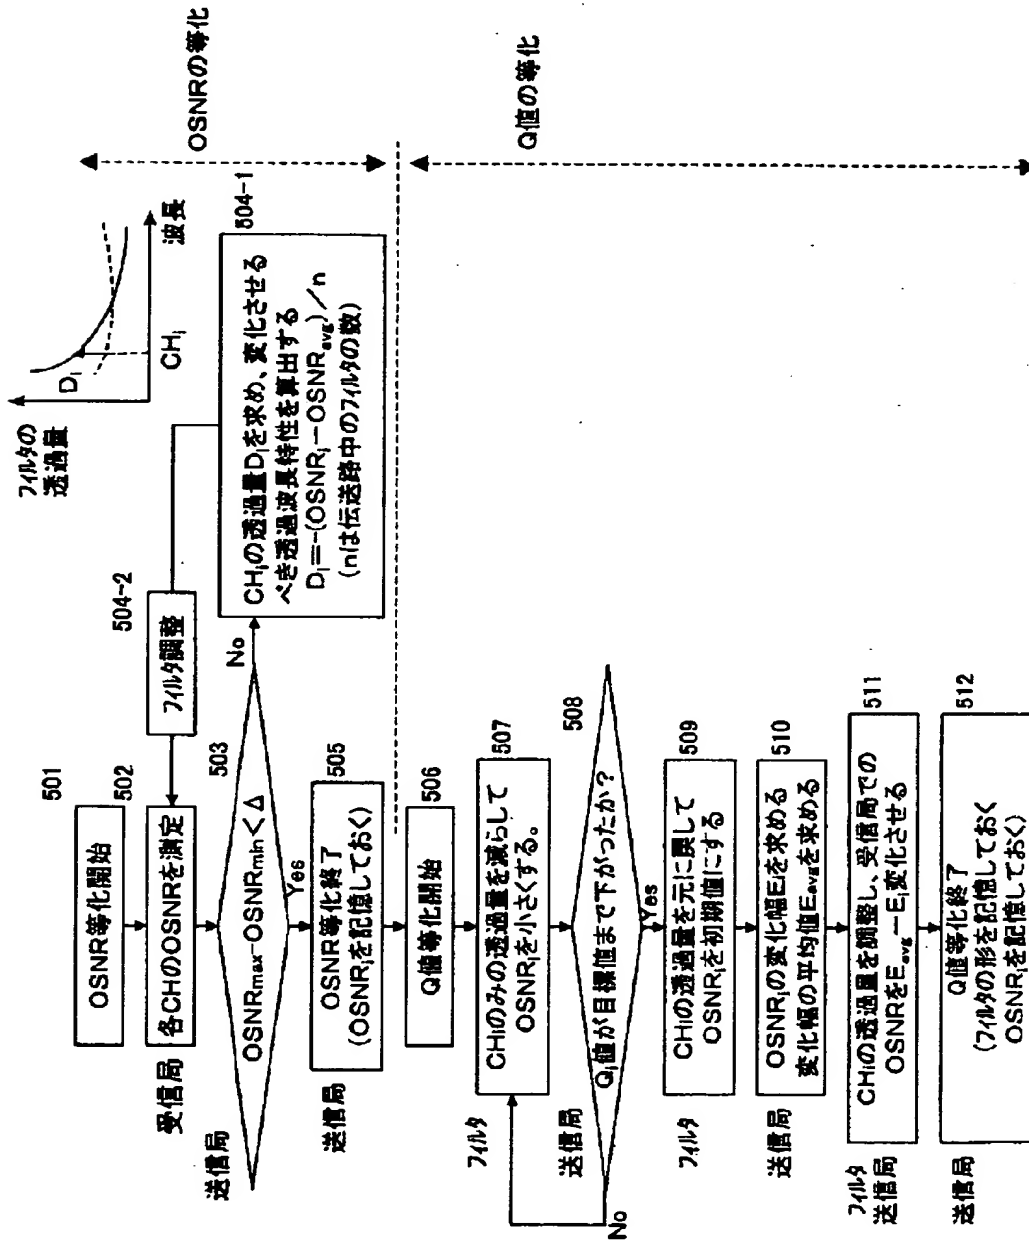 501
OSNR等化開始
502
受信局
各CHのOSNRを測定
504-2
フィルタ調整
フィルタの
透過量
Di
CHi
波長
503
送信局
OSNRmax-OSNRmin<Δ
No
Yes
504-1
CHiの透過量Diを求め、変化させる
べき透過波長特性を算出する
Di=-(OSNRi-OSNRavg)/n
(nは伝送路中のフィルタの数)
505
送信局
OSNR等化終了
(OSNRiを記憶しておく)
OSNRの等化
506
Q値等化開始
507
フィルタ
CHiのみの透過量を減らして
OSNRiを小さくする。
508
送信局
Qi値が目標値まで下がったか?
No
Yes
509
フィルタ
CHiの透過量を元に戻して
OSNRiを初期値にする
510
送信局
OSNRiの変化幅Eiを求める
変化幅の平均値Eavgを求める
511
フィルタ
送信局
CHiの透過量を調整し、受信局での
OSNRをEavg-Ei変化させる
512
送信局
Q値等化終了
(フィルタの形を記憶しておく
OSNRiを記憶しておく)
Q値の等化